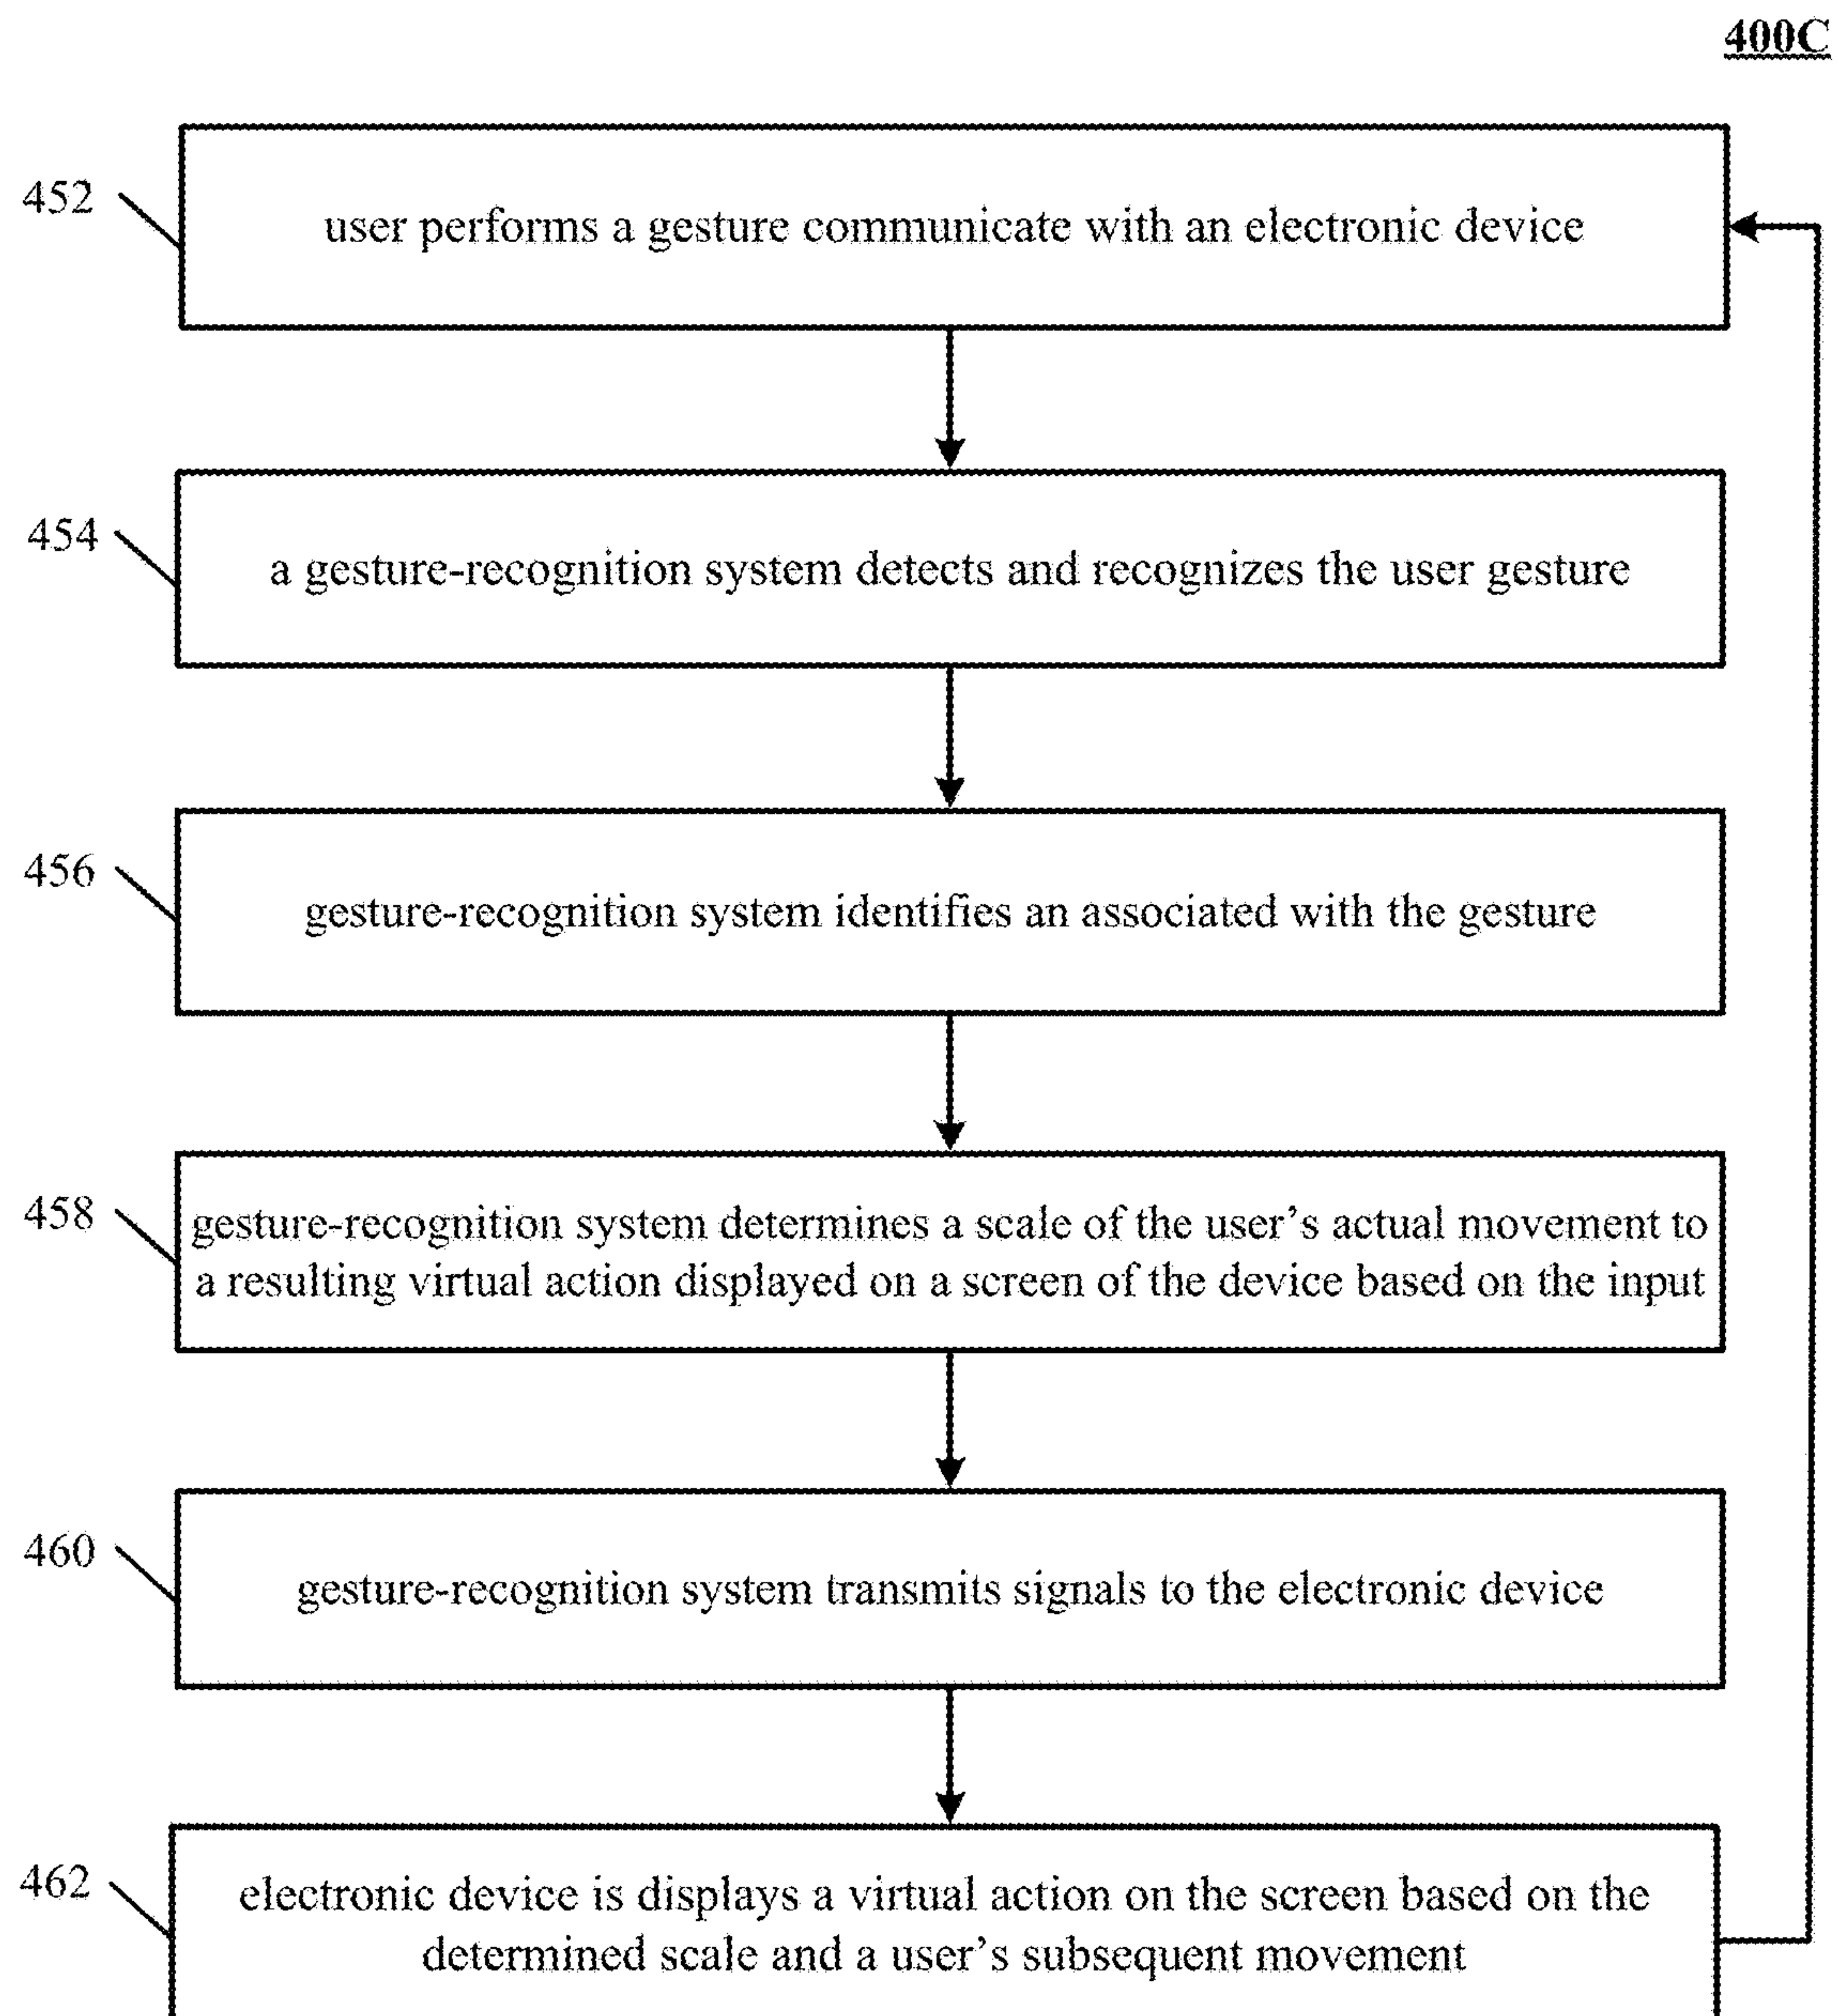 400C
452
user performs a gesture communicate with an electronic device
454
a gesture-recognition system detects and recognizes the user gesture
456
gesture-recognition system identifies an associated with the gesture
458
gesture-recognition system determines a scale of the user's actual movement to
a resulting virtual action displayed on a screen of the device based on the input
460
gesture-recognition system transmits signals to the electronic device
462
electronic device is displays a virtual action on the screen based on the
determined scale and a user's subsequent movement